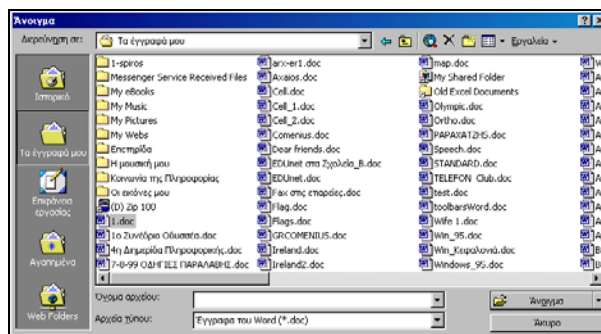 Άνοιγμα
Διερεύνηση σε:
Τα έγγραφά μου
Εργαλεία
Ιστορικό
Τα έγγραφά μου
Επιφάνεια εργασίας
Αγαπημένα
Web Folders
1-spiros
Messenger Service Received Files
My eBooks
My Music
My Pictures
My Webs
Επετηρίδα
Η μουσική μου
Κοινωνία της Πληροφορίας
Οι εικόνες μου
(D) Zip 100
1.doc
1ο Συνέδριο Οδυσσέα.doc
4η Διημερίδα Πληροφορικής.doc
7-8-99 ΟΔΗΓΙΕΣ ΠΑΡΑΛΑΒΗΣ.doc
arx-er1.doc
Axaios.doc
Cell.doc
Cell_1.doc
Cell_2.doc
Comenius.doc
Dear friends.doc
EDUnet στα Σχολεία_B.doc
EDUnet.doc
Fax στις εταιρείες.doc
Flag.doc
Flags.doc
GRCOMENIUS.doc
Ireland.doc
Ireland2.doc
map.doc
My Shared Folder
Old Excel Documents
Olympic.doc
Ortho.doc
PAPAXATZHS.doc
Speech.doc
STANDARD.doc
TELEFON Club.doc
test.doc
toolbarsWord.doc
Wife 1.doc
Win_95.doc
Win_Κεφαλονιά.doc
Windows_95.doc
Όνομα αρχείου:
Άνοιγμα
Αρχεία τύπου:
Έγγραφα του Word (*.doc)
Άκυρο